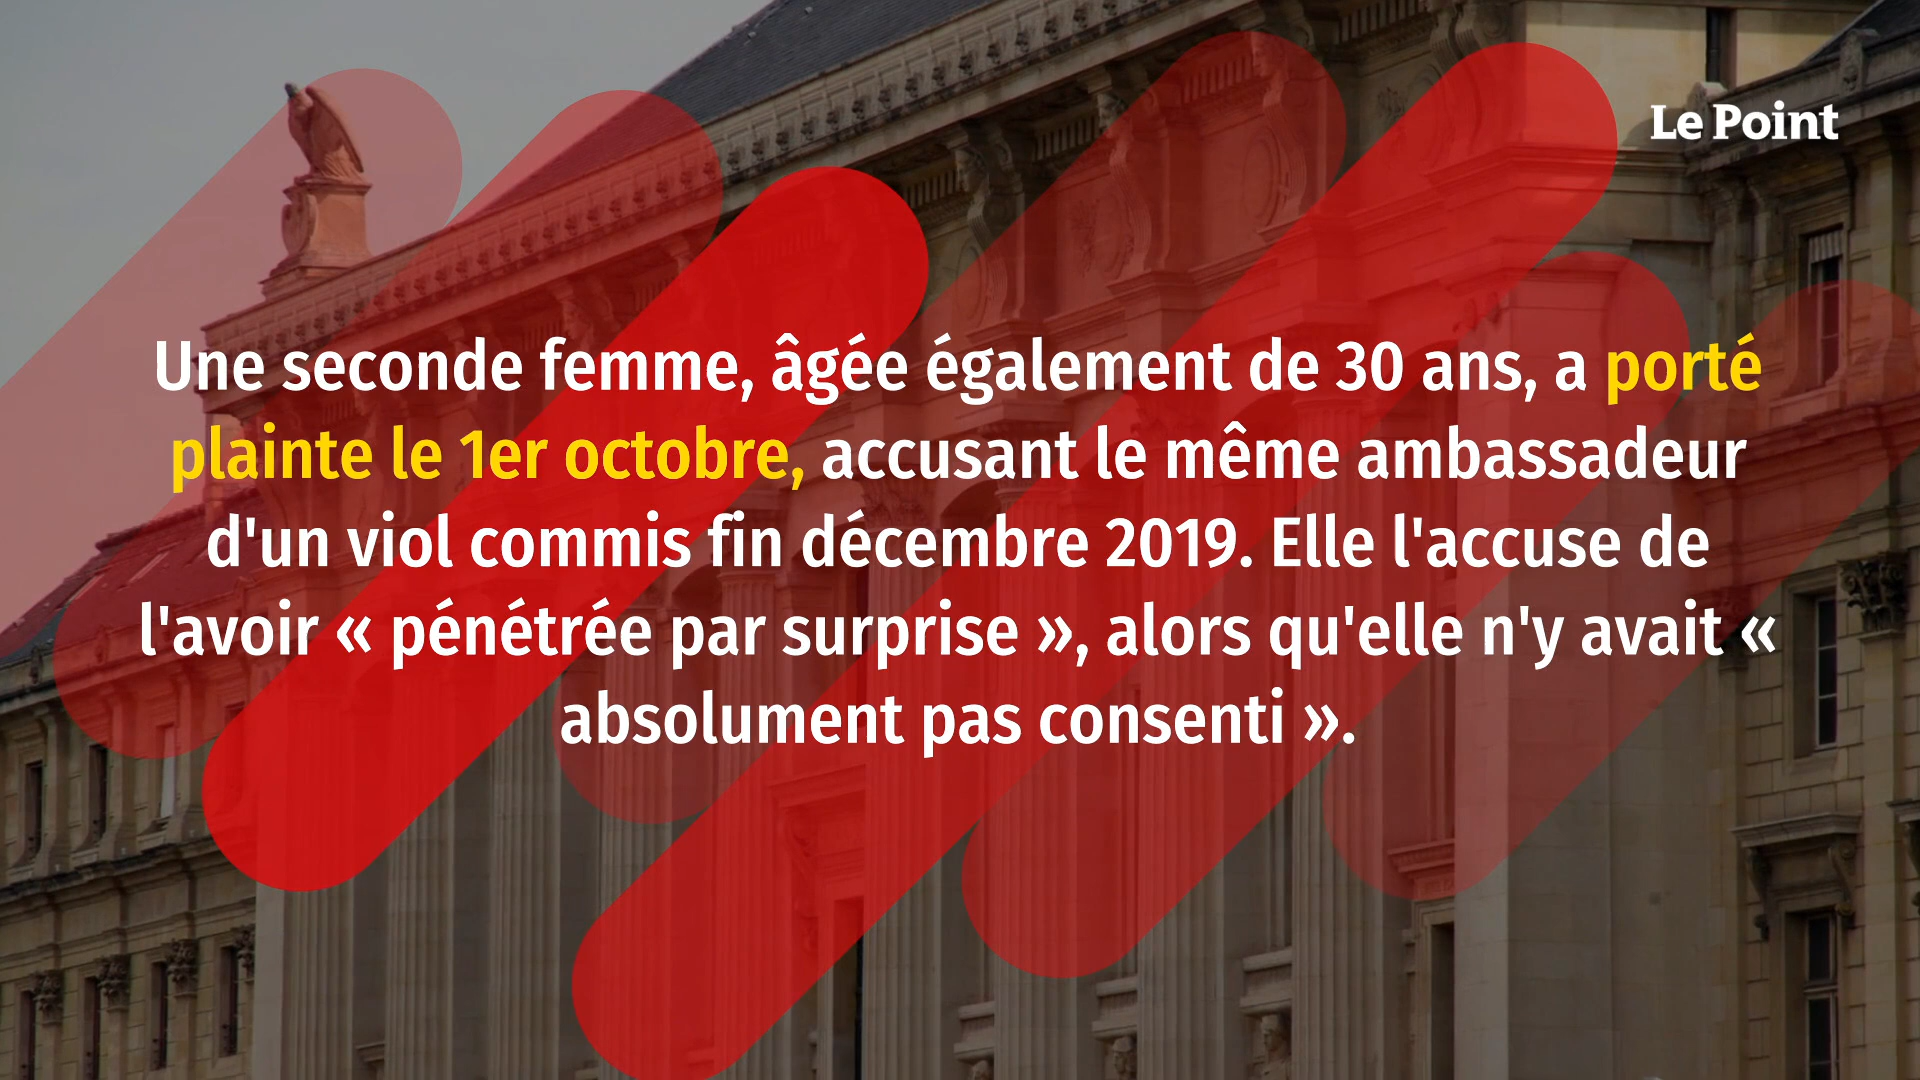 Le Point
Une seconde femme, âgée également de 30 ans, a porté
plainte le 1er octobre, accusant le même ambassadeur
d'un viol commis fin décembre 2019. Elle l'accuse de
l'avoir « pénétrée par surprise », alors qu'elle n'y avait «
absolument pas consenti ».